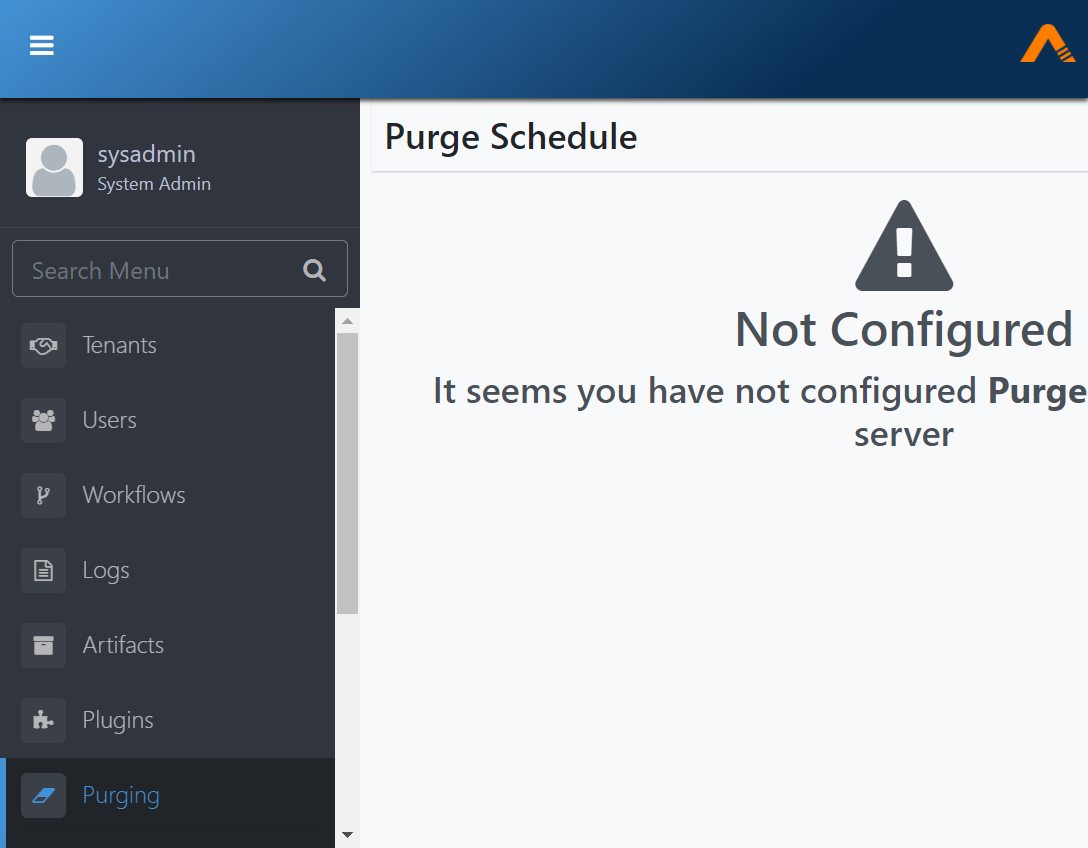 sysadmin
System Admin
Search Menu
Tenants
Users
Workflows
Logs
Artifacts
Plugins
Purging
Purge Schedule
Not Configured
It seems you have not configured Purge
server